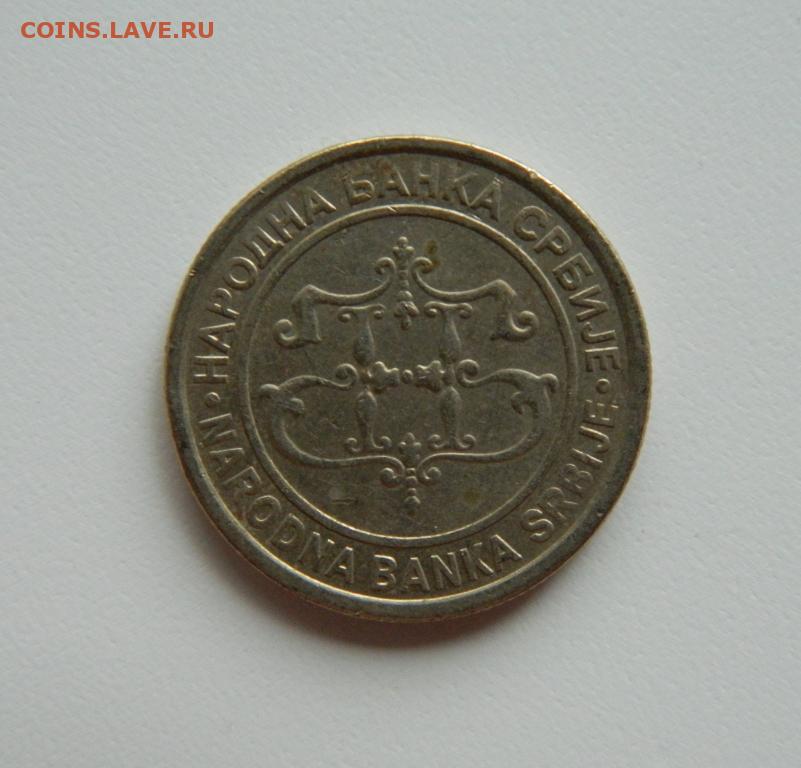 COINS.LAVE.RU
НАРОДНА БАНКА СРБИЈЕ
NARODNA BANKA SRBIJE